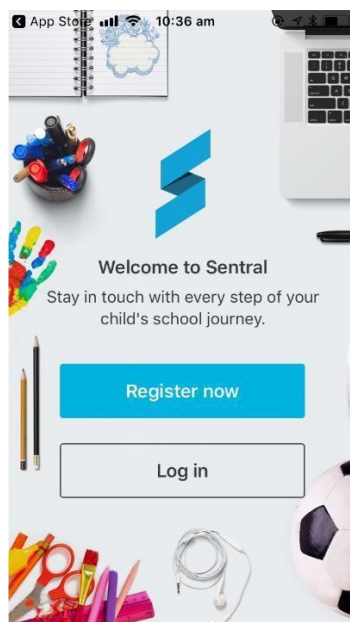 App Store 10:36 am
Welcome to Sentral
Stay in touch with every step of your
child's school journey.
Register now
Log in